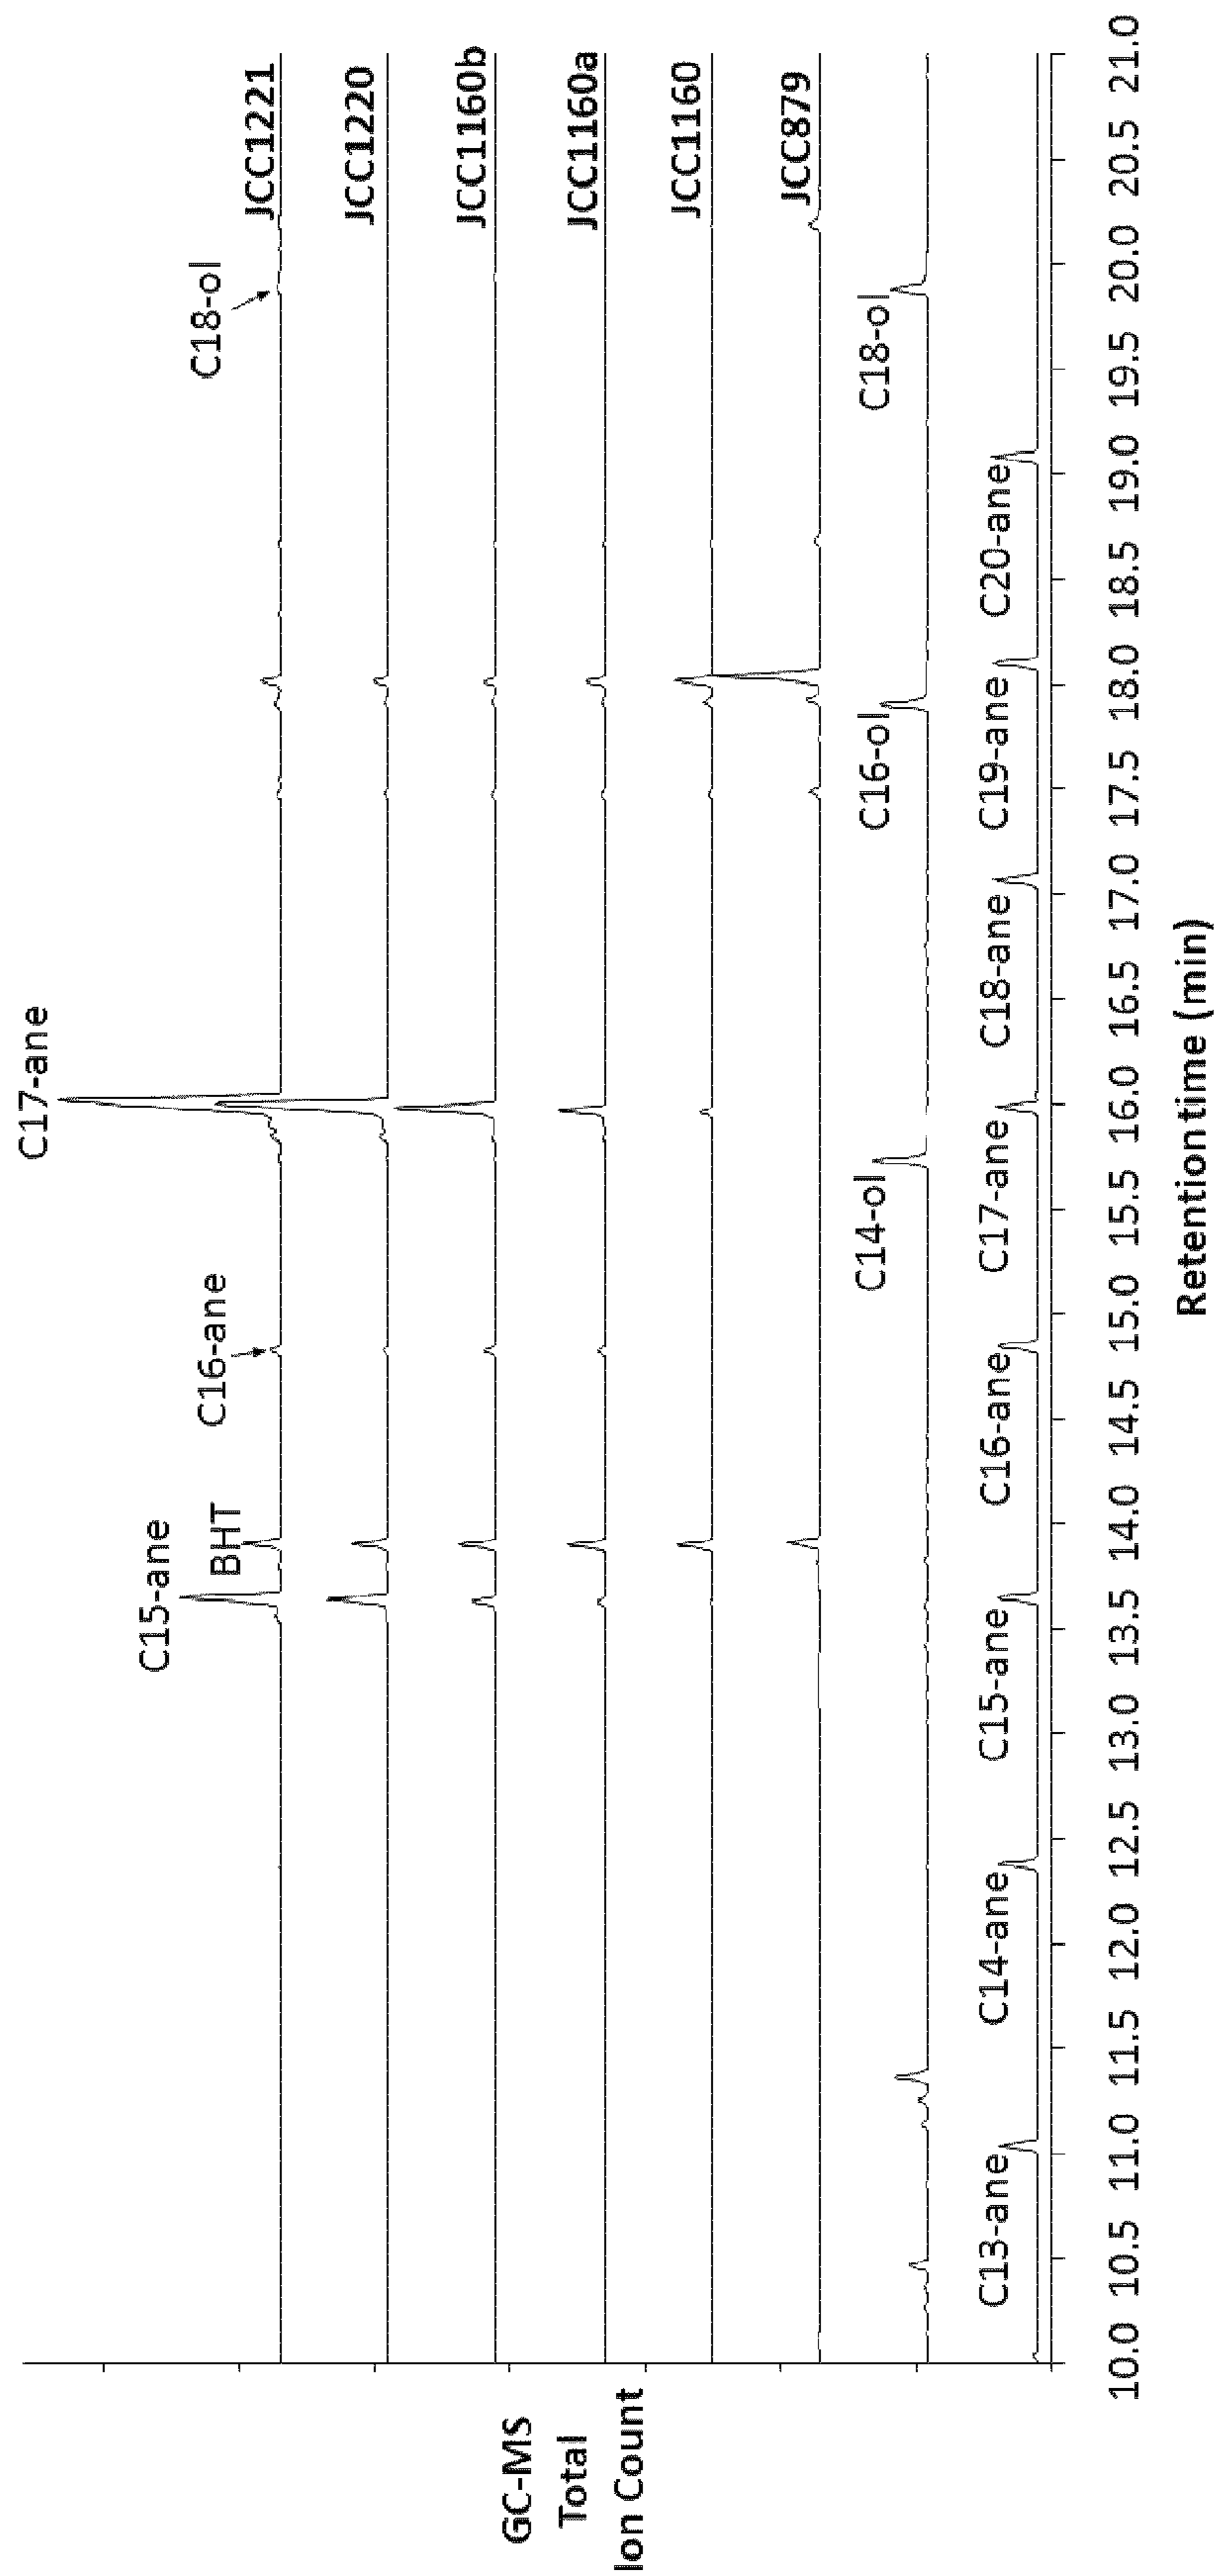 GC-MS
Total
Ion Count
C17-ane
C15-ane
BHT
C16-ane
C18-ol
JCC1221
JCC1220
JCC1160b
JCC1160a
JCC1160
JCC879
C14-ol
C16-ol
C18-ol
C13-ane
C14-ane
C15-ane
C16-ane
C17-ane
C18-ane
C19-ane
C20-ane
10.0 10.5 11.0 11.5 12.0 12.5 13.0 13.5 14.0 14.5 15.0 15.5 16.0 16.5 17.0 17.5 18.0 18.5 19.0 19.5 20.0 20.5 21.0
Retention time (min)